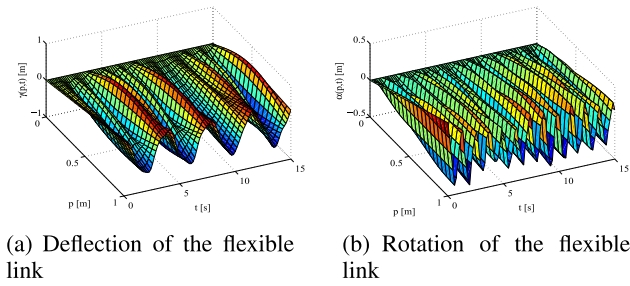 1
0
−1
γ(p,t) [m]
0
0.5
1
p [m]
0
5
10
15
t [s]
0.5
0
−0.5
α(p,t) [m]
0
0.5
1
p [m]
0
5
10
15
t [s]
(a) Deflection of the flexible
link
(b) Rotation of the flexible
link